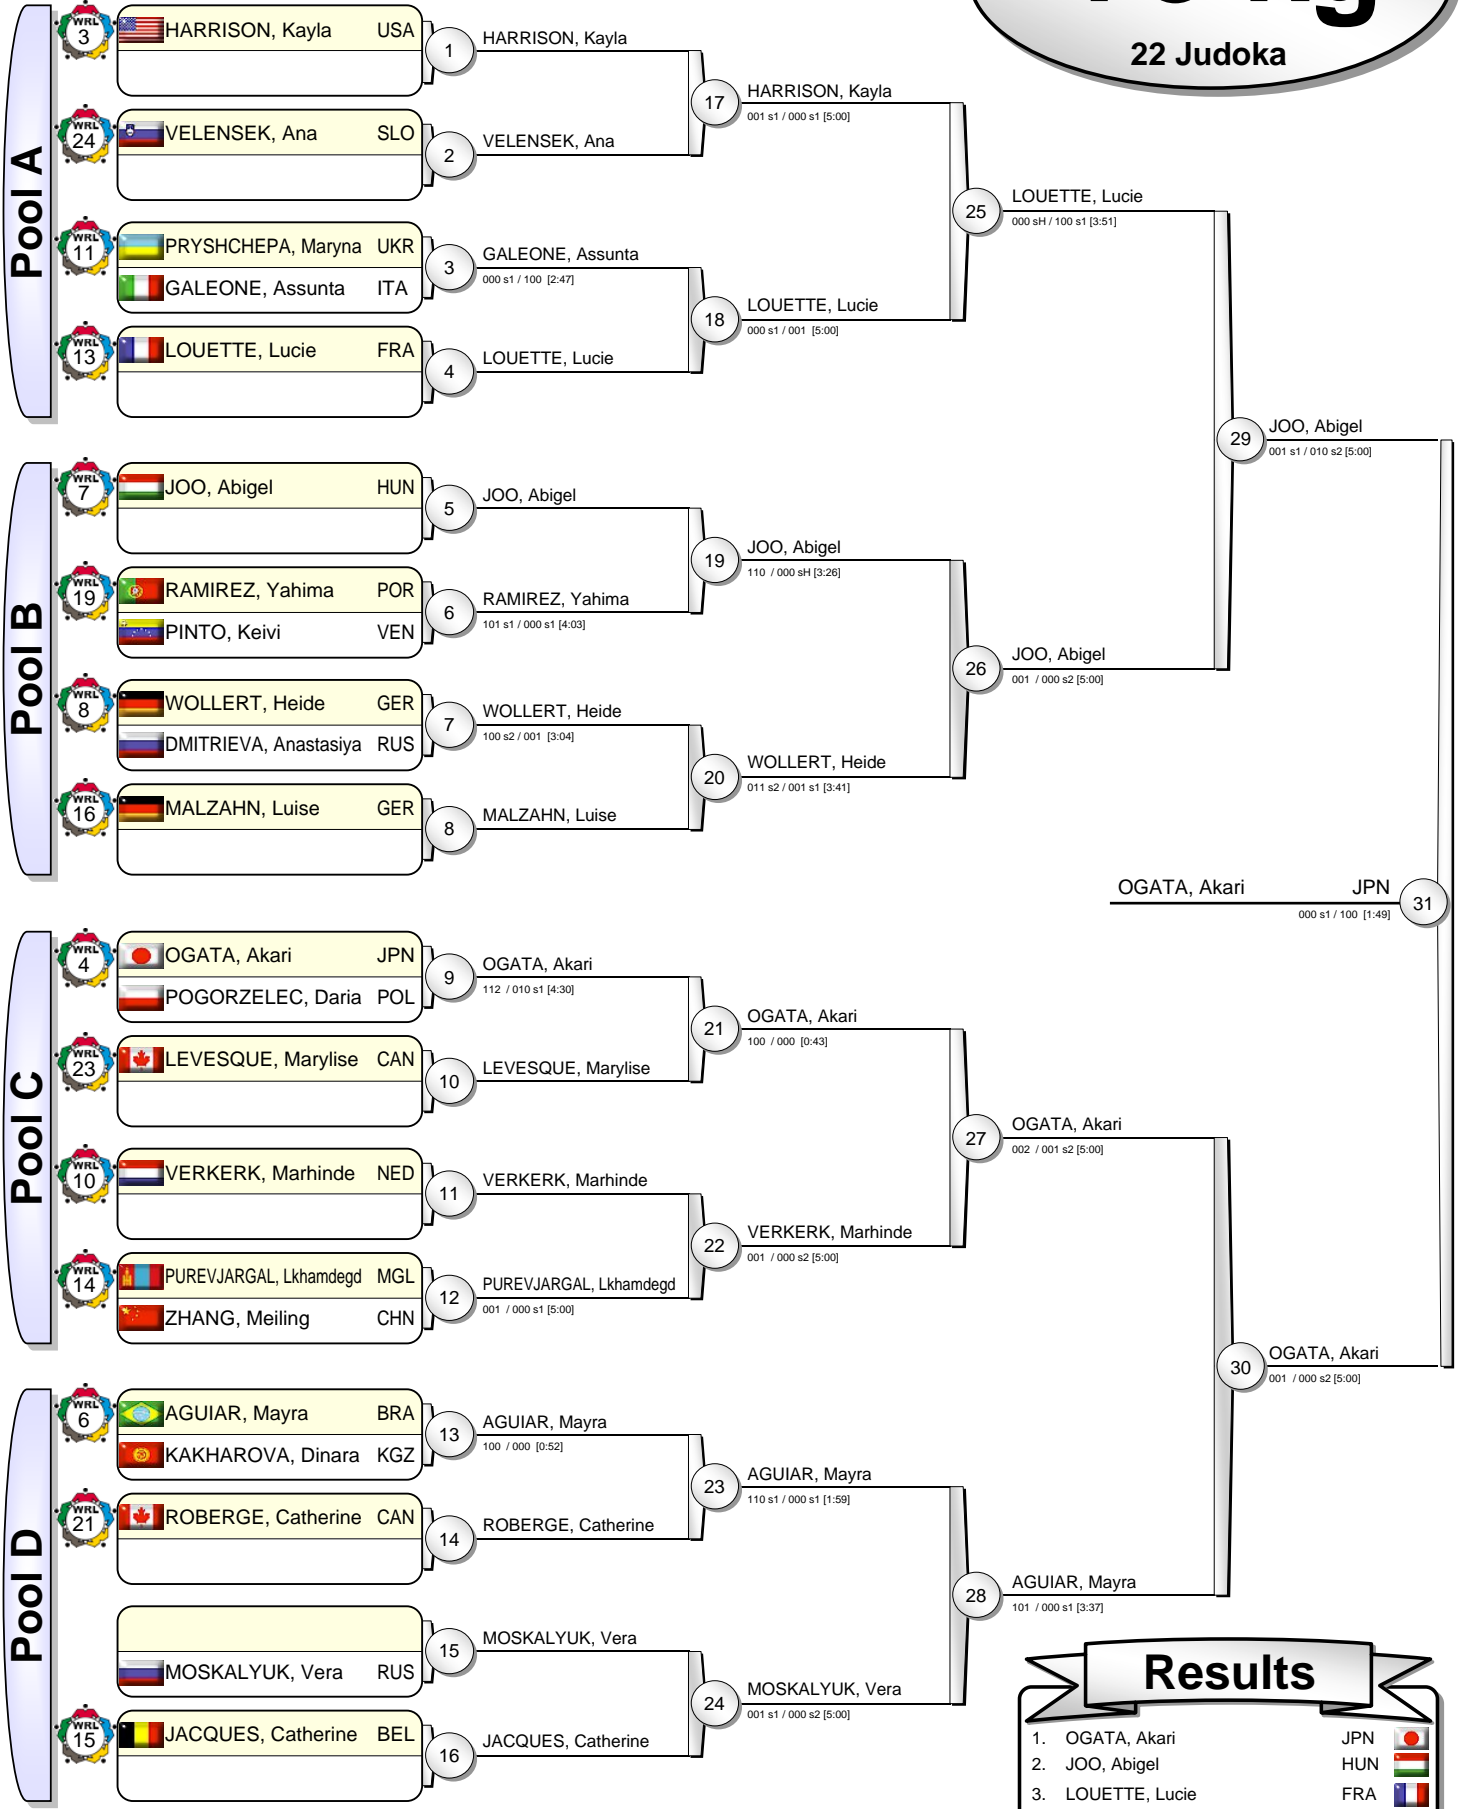 22 Judoka
Pool A
WRL 3 HARRISON, Kayla USA
1 HARRISON, Kayla
17 HARRISON, Kayla
001 s1 / 000 s1 [5:00]
WRL 24 VELENSEK, Ana SLO
2 VELENSEK, Ana
25 LOUETTE, Lucie
000 sH / 100 s1 [3:51]
WRL 11 PRYSHCHEPA, Maryna UKR
GALEONE, Assunta ITA
3 GALEONE, Assunta
000 s1 / 100 [2:47]
18 LOUETTE, Lucie
000 s1 / 001 [5:00]
WRL 13 LOUETTE, Lucie FRA
4 LOUETTE, Lucie
29 JOO, Abigel
001 s1 / 010 s2 [5:00]
Pool B
WRL 7 JOO, Abigel HUN
5 JOO, Abigel
19 JOO, Abigel
110 / 000 sH [3:26]
WRL 19 RAMIREZ, Yahima POR
PINTO, Keivi VEN
6 RAMIREZ, Yahima
101 s1 / 000 s1 [4:03]
26 JOO, Abigel
001 / 000 s2 [5:00]
WRL 8 WOLLERT, Heide GER
DMITRIEVA, Anastasiya RUS
7 WOLLERT, Heide
100 s2 / 001 [3:04]
20 WOLLERT, Heide
011 s2 / 001 s1 [3:41]
WRL 16 MALZAHN, Luise GER
8 MALZAHN, Luise
OGATA, Akari JPN 31
000 s1 / 100 [1:49]
Pool C
WRL 4 OGATA, Akari JPN
POGORZELEC, Daria POL
9 OGATA, Akari
112 / 010 s1 [4:30]
21 OGATA, Akari
100 / 000 [0:43]
WRL 23 LEVESQUE, Marylise CAN
10 LEVESQUE, Marylise
27 OGATA, Akari
002 / 001 s2 [5:00]
WRL 10 VERKERK, Marhinde NED
11 VERKERK, Marhinde
22 VERKERK, Marhinde
001 / 000 s2 [5:00]
WRL 14 PUREVJARGAL, Lkhamdegd MGL
ZHANG, Meiling CHN
12 PUREVJARGAL, Lkhamdegd
001 / 000 s1 [5:00]
30 OGATA, Akari
001 / 000 s2 [5:00]
Pool D
WRL 6 AGUIAR, Mayra BRA
KAKHAROVA, Dinara KGZ
13 AGUIAR, Mayra
100 / 000 [0:52]
23 AGUIAR, Mayra
110 s1 / 000 s1 [1:59]
WRL 21 ROBERGE, Catherine CAN
14 ROBERGE, Catherine
28 AGUIAR, Mayra
101 / 000 s1 [3:37]
MOSKALYUK, Vera RUS
15 MOSKALYUK, Vera
24 MOSKALYUK, Vera
001 s1 / 000 s2 [5:00]
WRL 15 JACQUES, Catherine BEL
16 JACQUES, Catherine
Results
1. OGATA, Akari JPN
2. JOO, Abigel HUN
3. LOUETTE, Lucie FRA